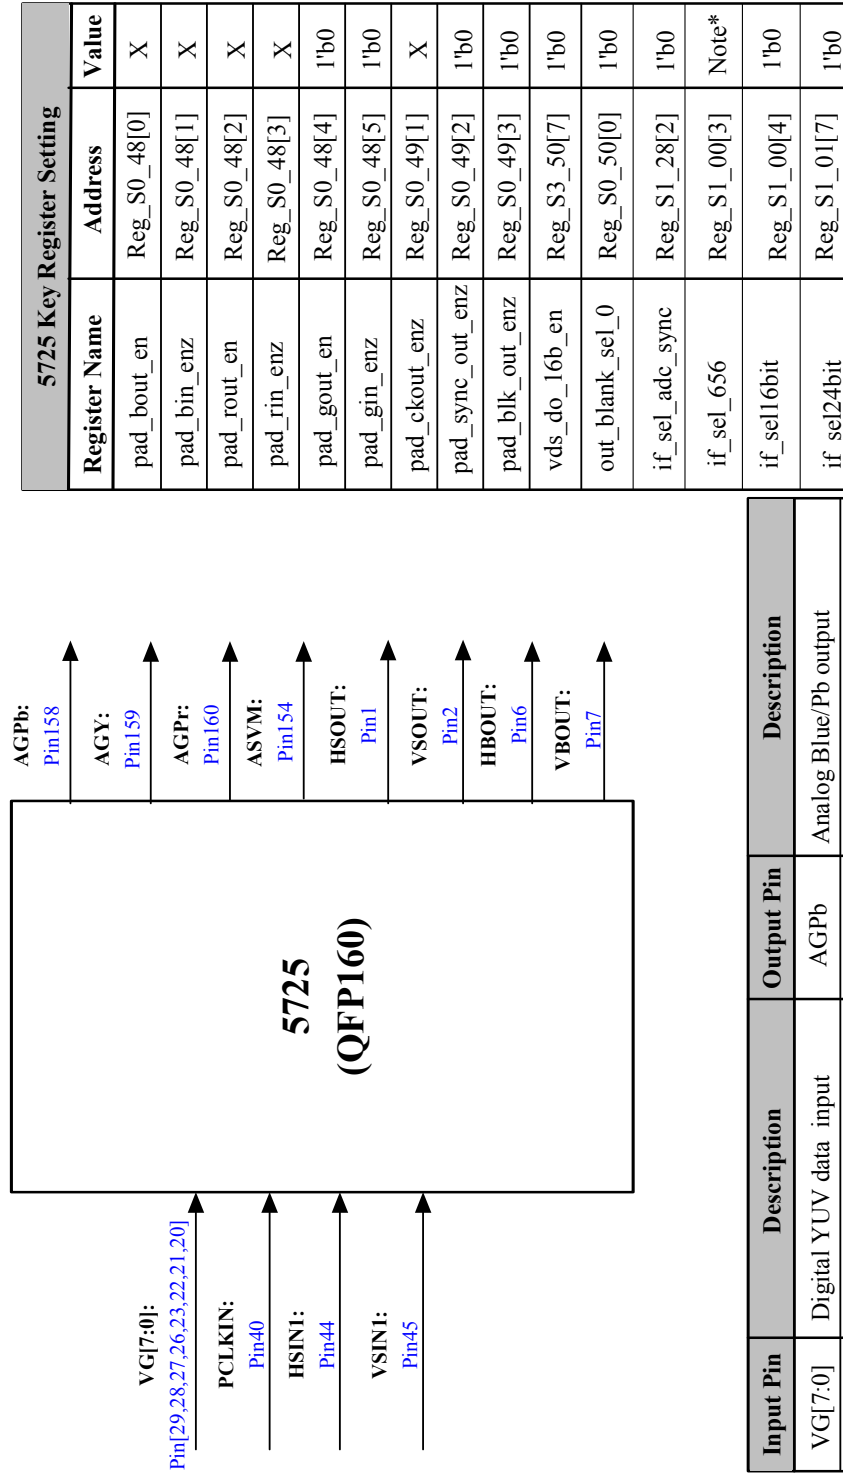 VG[7:0]:
Pin[29,28,27,26,23,22,21,20]
PCLKIN:
Pin40
HSIN1:
Pin44
VSIN1:
Pin45
5725
(QFP160)
AGPb:
Pin158
AGY:
Pin159
AGPr:
Pin160
ASVM:
Pin154
HSOUT:
Pin1
VSOUT:
Pin2
HBOUT:
Pin6
VBOUT:
Pin7
5725 Key Register Setting
Register Name Address Value
pad_bout_en Reg_S0_48[0] X
pad_bin_enz Reg_S0_48[1] X
pad_rout_en Reg_S0_48[2] X
pad_rin_enz Reg_S0_48[3] X
pad_gout_en Reg_S0_48[4] 1'b0
pad_gin_enz Reg_S0_48[5] 1'b0
pad_ckout_enz Reg_S0_49[1] X
pad_sync_out_enz Reg_S0_49[2] 1'b0
pad_blk_out_enz Reg_S0_49[3] 1'b0
vds_do_16b_en Reg_S3_50[7] 1'b0
out_blank_sel_0 Reg_S0_50[0] 1'b0
if_sel_adc_sync Reg_S1_28[2] 1'b0
if_sel_656 Reg_S1_00[3] Note*
if_sel16bit Reg_S1_00[4] 1'b0
if_sel24bit Reg_S1_01[7] 1'b0
Input Pin Description Output Pin Description
VG[7:0] Digital YUV data input AGPb Analog Blue/Pb output